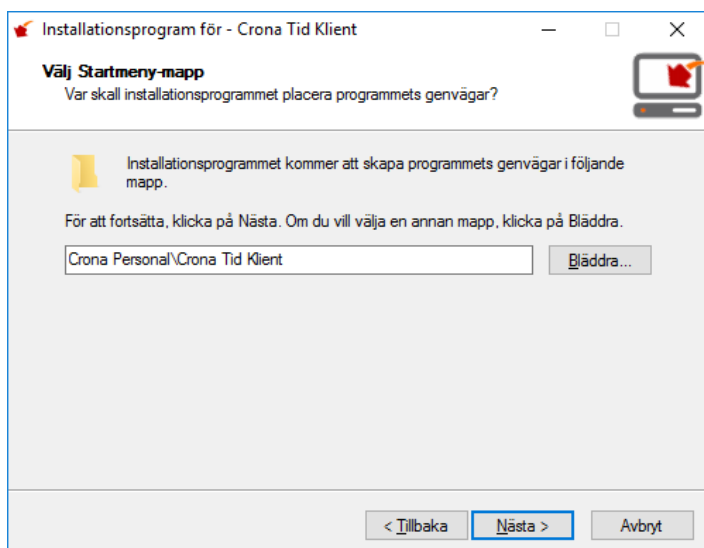 Installationsprogram för - Crona Tid Klient
Välj Startmeny-mapp
Var skall installationsprogrammet placera programmets genvägar?
Installationsprogrammet kommer att skapa programmets genvägar i följande
mapp.
För att fortsätta, klicka på Nästa. Om du vill välja en annan mapp, klicka på Bläddra.
Crona Personal\Crona Tid Klient
Bläddra...
< Tillbaka
Nästa >
Avbryt